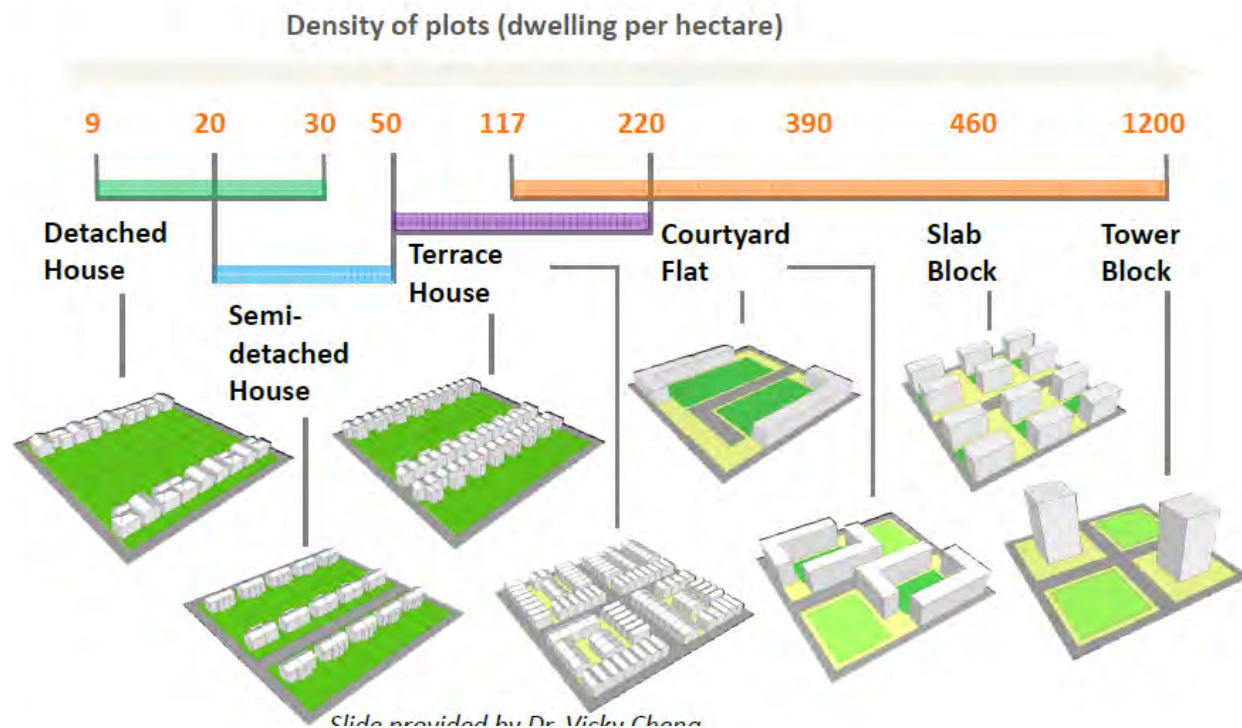 Density of plots (dwelling per hectare)
9 20 30 50 117 220 390 460 1200
Detached
House
Semi-
detached
House
Terrace
House
Courtyard
Flat
Slab
Block
Tower
Block
Slide provided by Dr. Vicky Cheng